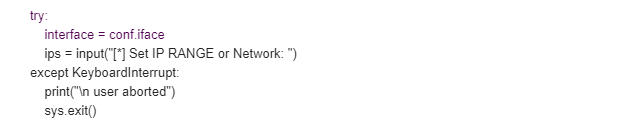 try:
    interface = conf.iface
    ips = input("[*] Set IP RANGE or Network: ")
except KeyboardInterrupt:
    print("\n user aborted")
    sys.exit()